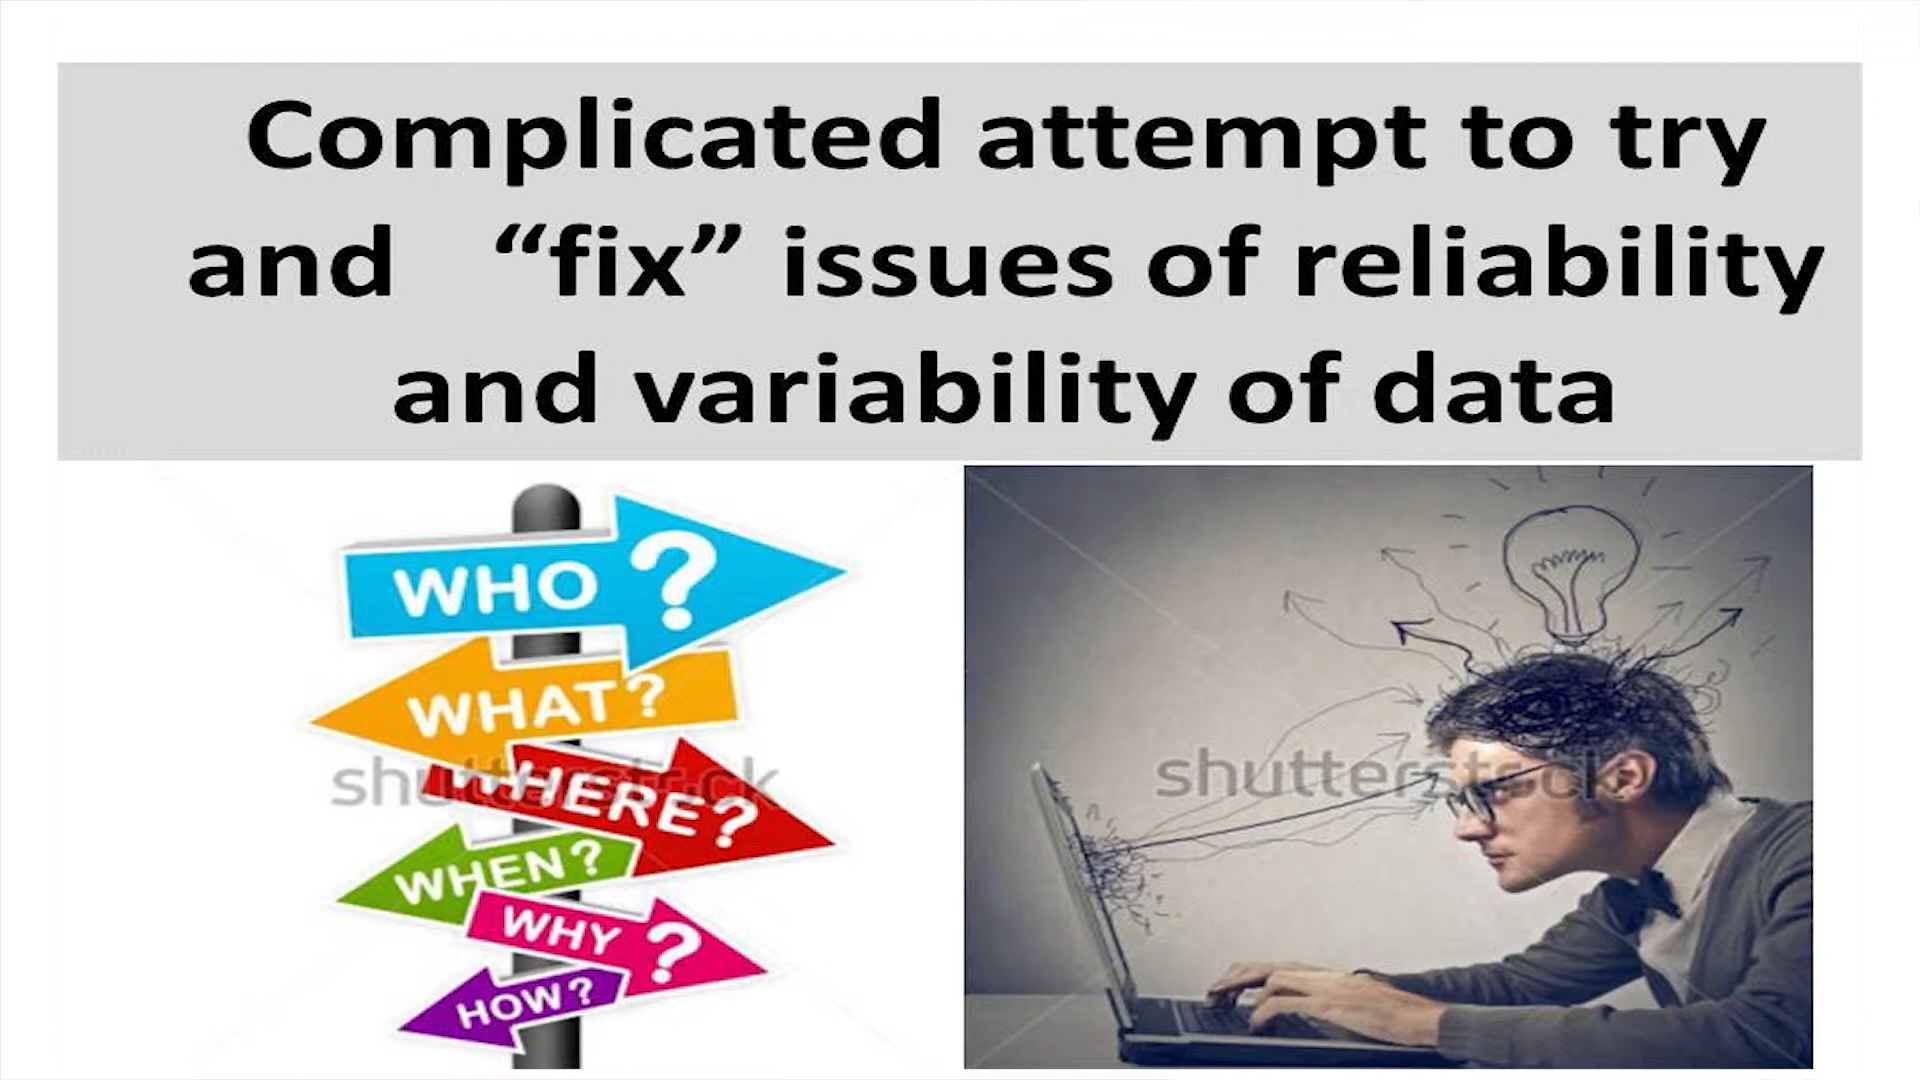 Complicated attempt to try
and “fix” issues of reliability
and variability of data
WHO ?
WHAT?
WHERE?
WHEN?
WHY ?
HOW?
shutterstock
shutterstock